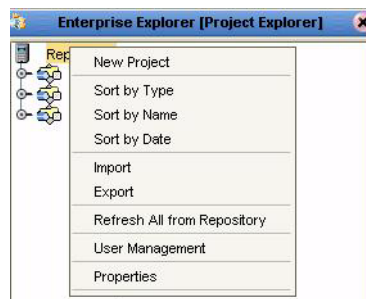 Enterprise Explorer [Project Explorer]
Rep
New Project
Sort by Type
Sort by Name
Sort by Date
Import
Export
Refresh All from Repository
User Management
Properties